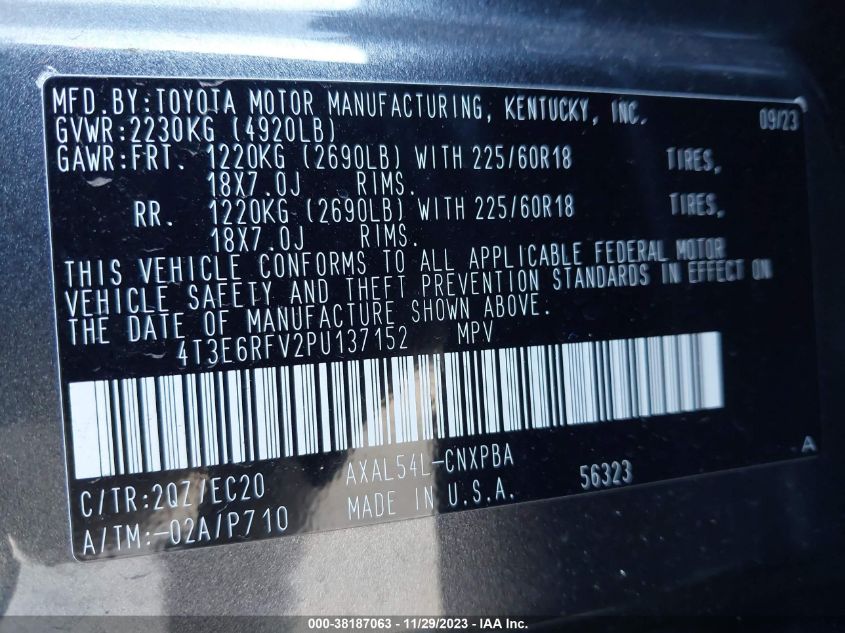 MFD.BY:TOYOTA MOTOR MANUFACTURING, KENTUCKY, INC. 09/23
GVWR:2230KG (4920LB)
GAWR:FRT. 1220KG (2690LB) WITH 225/60R18 TIRES,
18X7.0J RIMS.
RR. 1220KG (2690LB) WITH 225/60R18 TIRES,
18X7.0J RIMS.
THIS VEHICLE CONFORMS TO ALL APPLICABLE FEDERAL MOTOR
VEHICLE SAFETY AND THEFT PREVENTION STANDARDS IN EFFECT ON
THE DATE OF MANUFACTURE SHOWN ABOVE.
4T3E6RFV2PU137152 MPV
C/TR:2QZ/EC20 AXAL54L-CNXPBA 56323 A
A/TM:-02A/P710 MADE IN U.S.A.
000-38187063 - 11/29/2023 - IAA Inc.